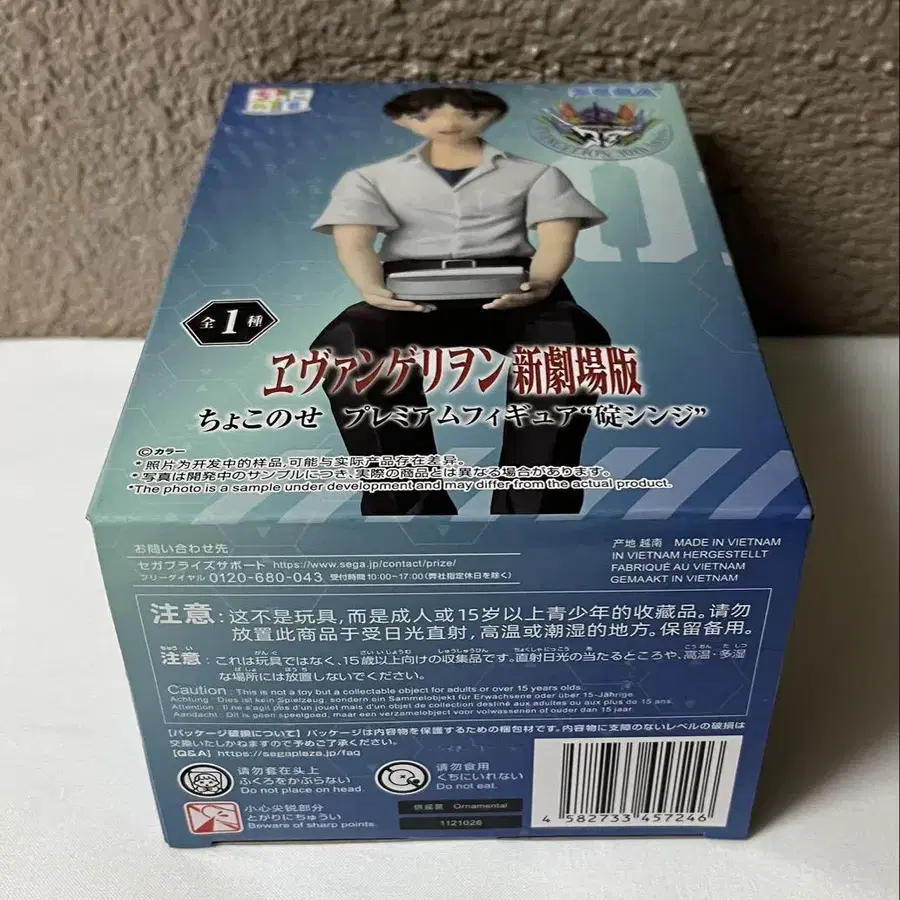 SEGA
全1種
ヱヴァンゲリヲン新劇場版
ちょこのせ プレミアムフィギュア“碇シンジ”
©カラー
*照片为开发中的样品,可能与实际产品存在差异。
*写真は開発中のサンプルにつき、実際の商品とは異なる場合があります。
*The photo is a sample under development and may differ from the actual product.
お問い合わせ先
セガプライズサポート https://www.sega.jp/contact/prize/
フリーダイヤル 0120-680-043 受付時間10:00~17:00(弊社指定休日を除く)
产地 越南 MADE IN VIETNAM
IN VIETNAM HERGESTELLT
FABRIQUÉ AU VIETNAM
GEMAAKT IN VIETNAM
注意:这不是玩具,而是成人或15岁以上青少年的收藏品。请勿
放置此商品于受日光直射,高温或潮湿的地方。保留备用。
注意:これは玩具ではなく、15歳以上向けの収集品です。直射日光の当たるところや、高温・多湿
な場所には放置しないでください。
Caution : This is not a toy but a collectable object for adults or over 15 years olds.
Achtung : Dies ist kein Spielzeug, sondern ein Sammelobjekt für Erwachsene oder über 15-Jährige.
Attention : Il ne s'agit pas d'un jouet mais d'un objet de collection destiné aux adultes ou aux plus de 15 ans.
Aandacht : Dit is geen speelgoed, maar een verzamelobject voor volwassenen of ouder dan 15 jaar.
【パッケージ破損について】パッケージは内容物を保護するための梱包材です。内容物に支障のないレベルの破損は
交換いたしかねますので予めご了承ください。
【Q&A】https://segaplaza.jp/faq
请勿套在头上
ふくろをかぶらない
Do not place on head.
请勿食用
くちにいれない
Do not eat.
小心尖锐部分
とがりにちゅうい
Beware of sharp points.
供应置 Ornamental
1121026
4 582733 457246